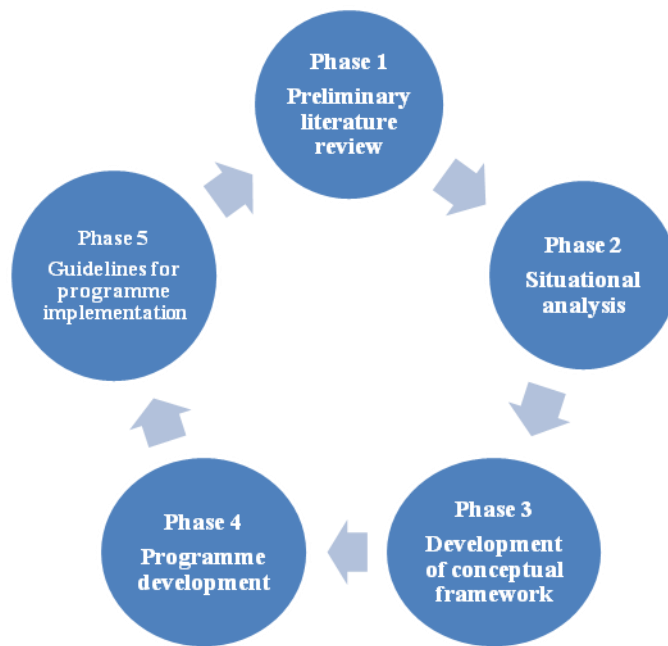 Phase 1
Preliminary
literature
review
Phase 2
Situational
analysis
Phase 3
Development
of conceptual
framework
Phase 4
Programme
development
Phase 5
Guidelines for
programme
implementation